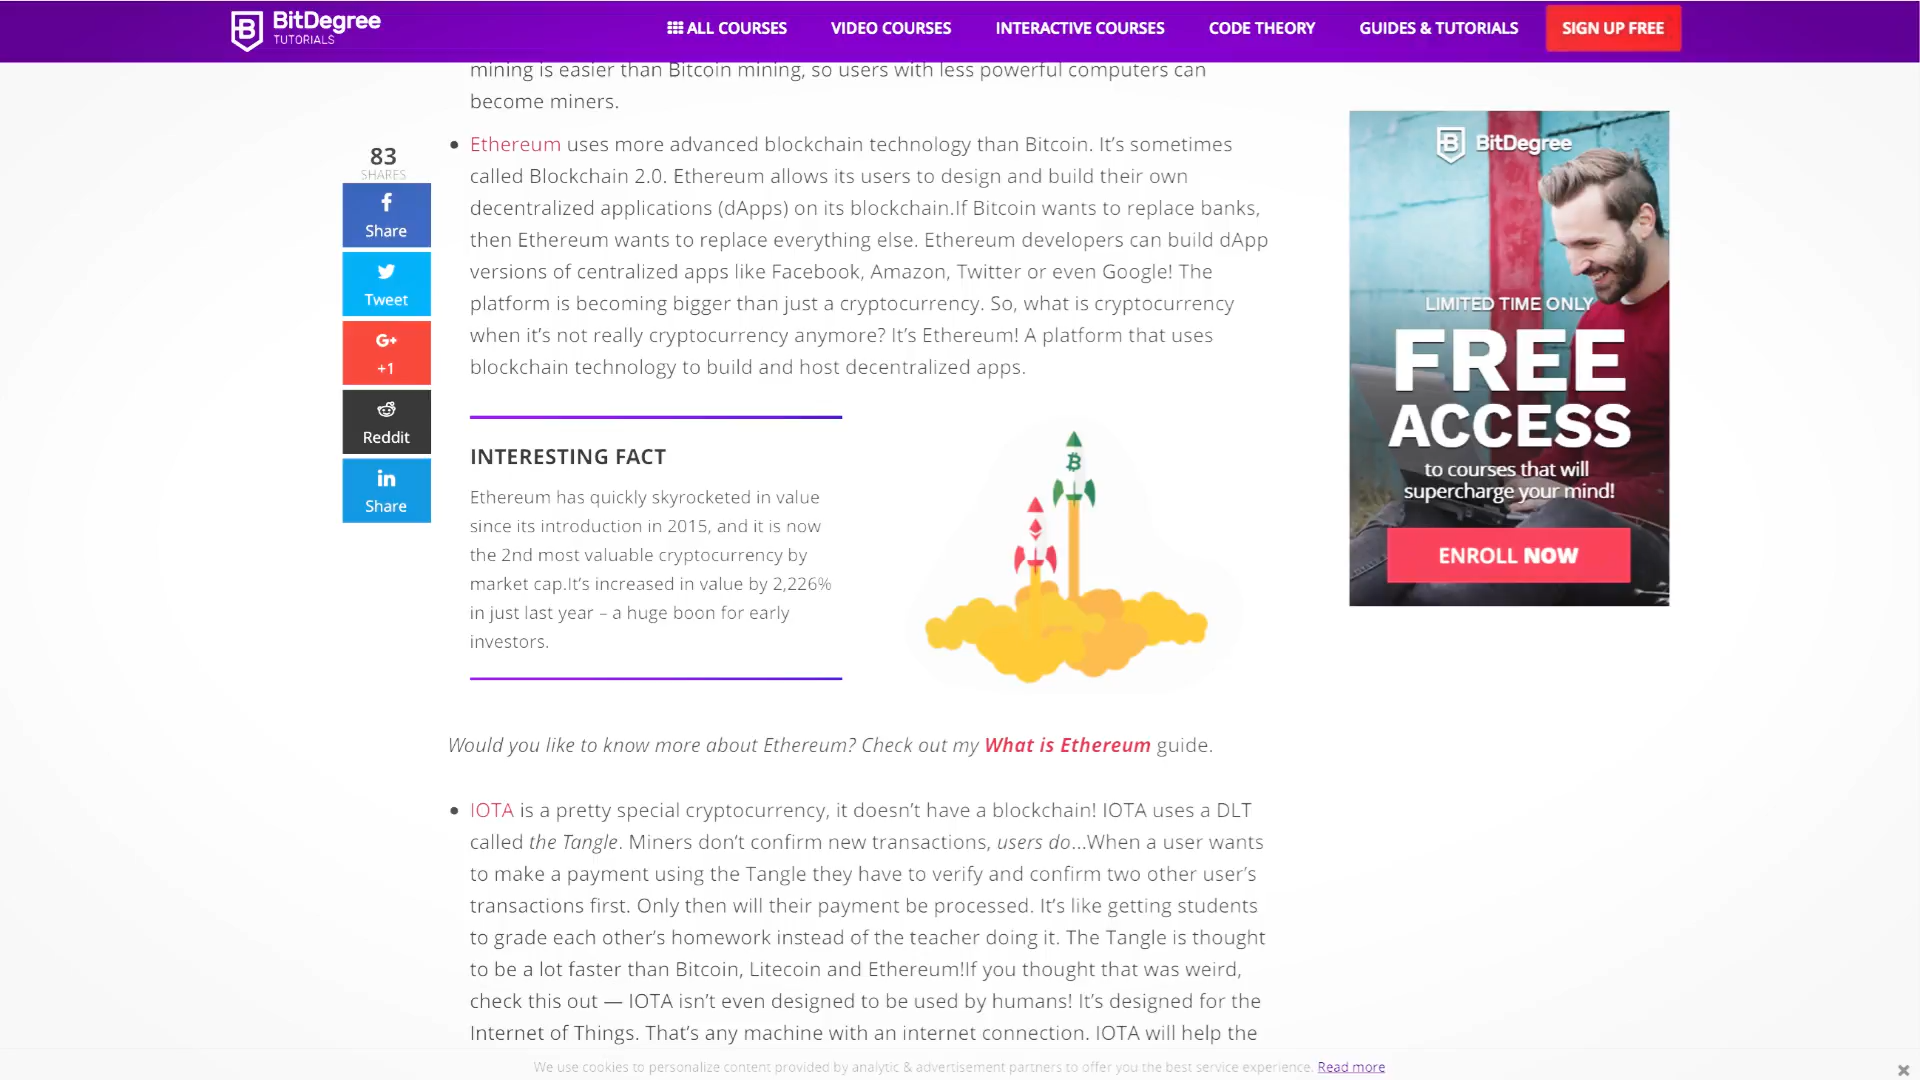 BitDegree
TUTORIALS
ALL COURSES
VIDEO COURSES
INTERACTIVE COURSES
CODE THEORY
GUIDES & TUTORIALS
SIGN UP FREE
mining is easier than Bitcoin mining, so users with less powerful computers can
become miners.
83
SHARES
Share
Tweet
G+
+1
Reddit
in
Share
Ethereum uses more advanced blockchain technology than Bitcoin. It’s sometimes
called Blockchain 2.0. Ethereum allows its users to design and build their own
decentralized applications (dApps) on its blockchain.If Bitcoin wants to replace banks,
then Ethereum wants to replace everything else. Ethereum developers can build dApp
versions of centralized apps like Facebook, Amazon, Twitter or even Google! The
platform is becoming bigger than just a cryptocurrency. So, what is cryptocurrency
when it’s not really cryptocurrency anymore? It’s Ethereum! A platform that uses
blockchain technology to build and host decentralized apps.
INTERESTING FACT
Ethereum has quickly skyrocketed in value
since its introduction in 2015, and it is now
the 2nd most valuable cryptocurrency by
market cap.It’s increased in value by 2,226%
in just last year – a huge boon for early
investors.
Would you like to know more about Ethereum? Check out my What is Ethereum guide.
IOTA is a pretty special cryptocurrency, it doesn’t have a blockchain! IOTA uses a DLT
called the Tangle. Miners don’t confirm new transactions, users do…When a user wants
to make a payment using the Tangle they have to verify and confirm two other user’s
transactions first. Only then will their payment be processed. It’s like getting students
to grade each other’s homework instead of the teacher doing it. The Tangle is thought
to be a lot faster than Bitcoin, Litecoin and Ethereum!If you thought that was weird,
check this out — IOTA isn’t even designed to be used by humans! It’s designed for the
Internet of Things. That’s any machine with an internet connection. IOTA will help the
BitDegree
LIMITED TIME ONLY
FREE
ACCESS
to courses that will
supercharge your mind!
ENROLL NOW
We use cookies to personalize content provided by analytic & advertisement partners to offer you the best service experience. Read more